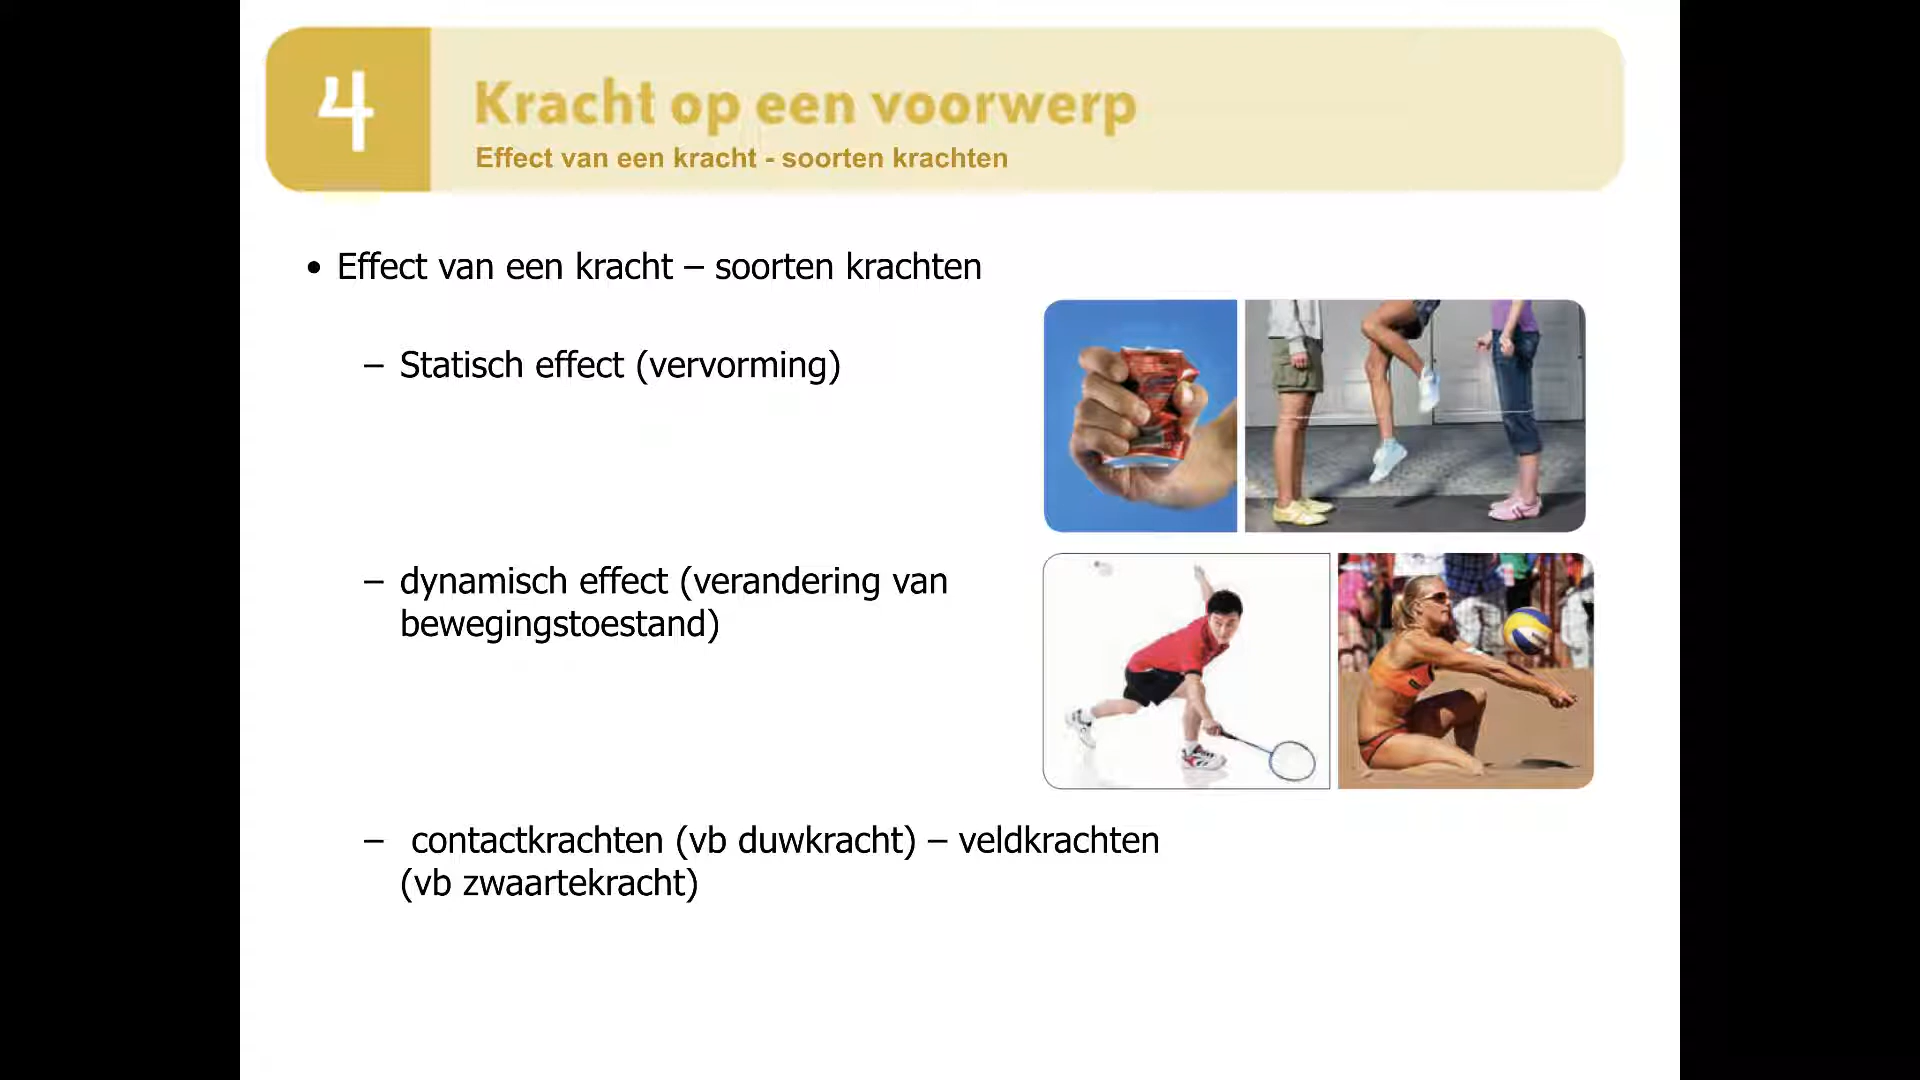 4
Kracht op een voorwerp
Effect van een kracht - soorten krachten
• Effect van een kracht – soorten krachten
– Statisch effect (vervorming)
– dynamisch effect (verandering van
bewegingstoestand)
– contactkrachten (vb duwkracht) – veldkrachten
(vb zwaartekracht)